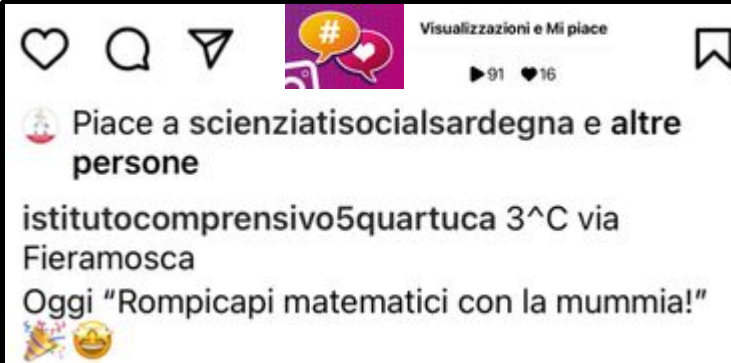 #
Visualizzazioni e Mi piace
91 16
Piace a scienziatisocialsardegna e altre
persone
istitutocomprensivo5quartuca 3^C via
Fieramosca
Oggi “Rompicapi matematici con la mummia!”
🎉🤩